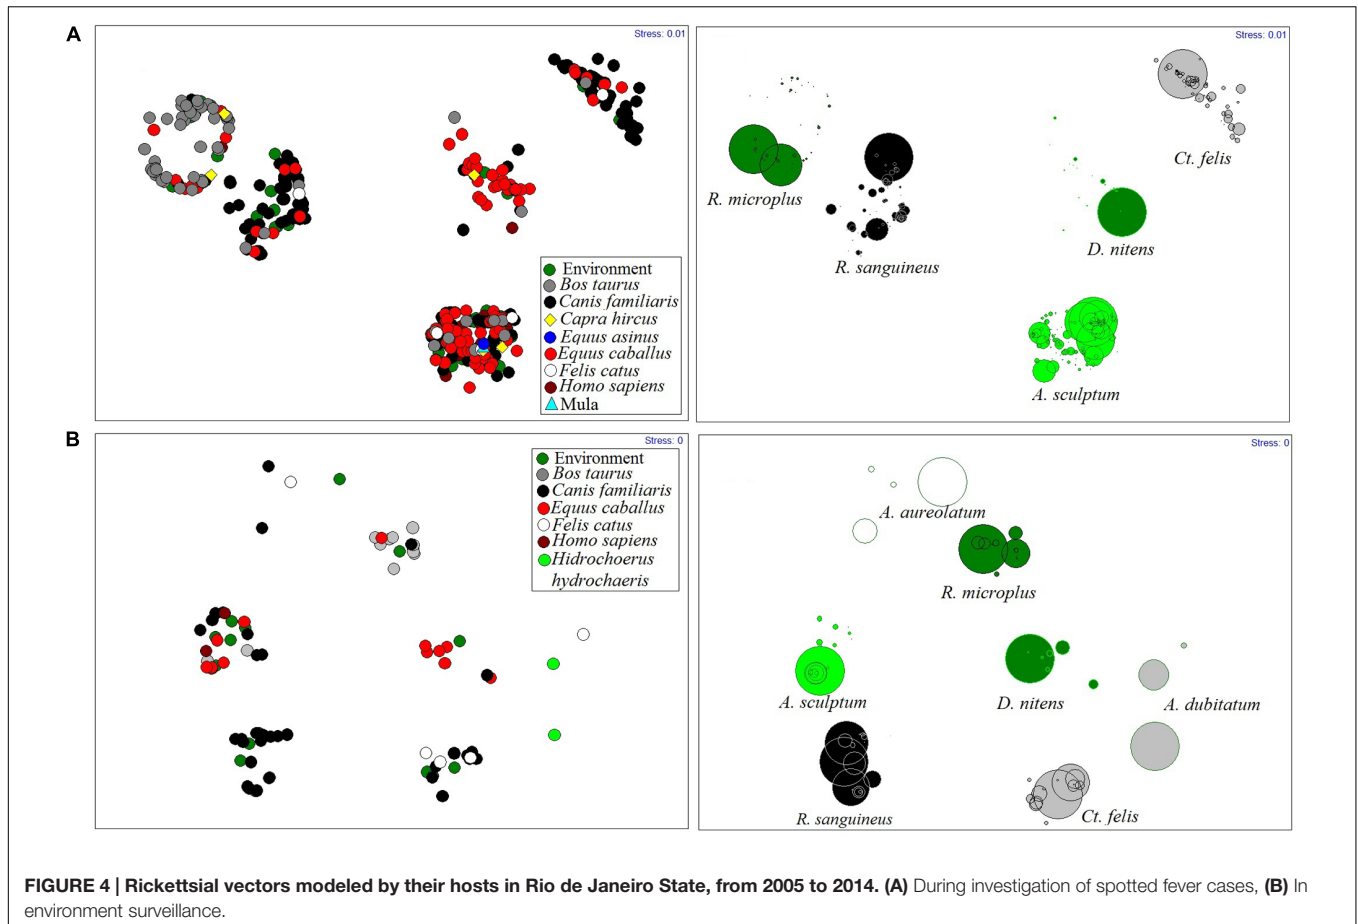 A
Stress: 0.01
Environment
Bos taurus
Canis familiaris
Capra hircus
Equus asinus
Equus caballus
Felis catus
Homo sapiens
Mula
Stress: 0.01
Ct. felis
R. microplus
R. sanguineus
D. nitens
A. sculptum
B
Stress: 0
Environment
Bos taurus
Canis familiaris
Equus caballus
Felis catus
Homo sapiens
Hidrochoerus
hydrochaeris
Stress: 0
A. aureolatum
R. microplus
A. sculptum
D. nitens
A. dubitatum
R. sanguineus
Ct. felis
FIGURE 4 | Rickettsial vectors modeled by their hosts in Rio de Janeiro State, from 2005 to 2014. (A) During investigation of spotted fever cases, (B) In
environment surveillance.